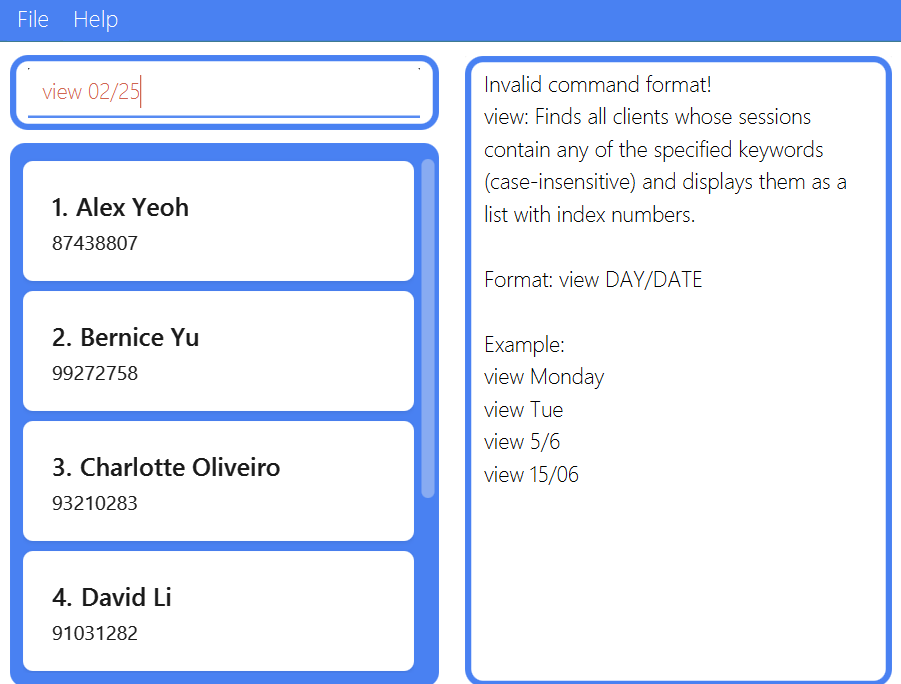 File Help
view 02/25
1. Alex Yeoh
87438807
2. Bernice Yu
99272758
3. Charlotte Oliveiro
93210283
4. David Li
91031282
Invalid command format!
view: Finds all clients whose sessions
contain any of the specified keywords
(case-insensitive) and displays them as a
list with index numbers.
Format: view DAY/DATE
Example:
view Monday
view Tue
view 5/6
view 15/06